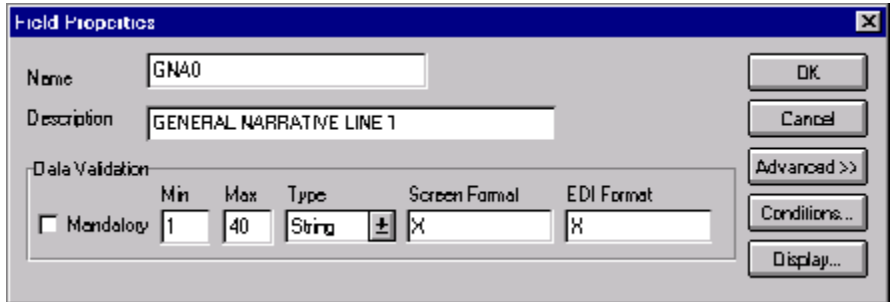 Field Properties
Name GNA0 OK
Description GENERAL NARRATIVE LINE 1 Cancel
Data Validation Advanced >>
Min Max Type Screen Format EDI Format
Mandatory 1 40 String X X Conditions...
Display...